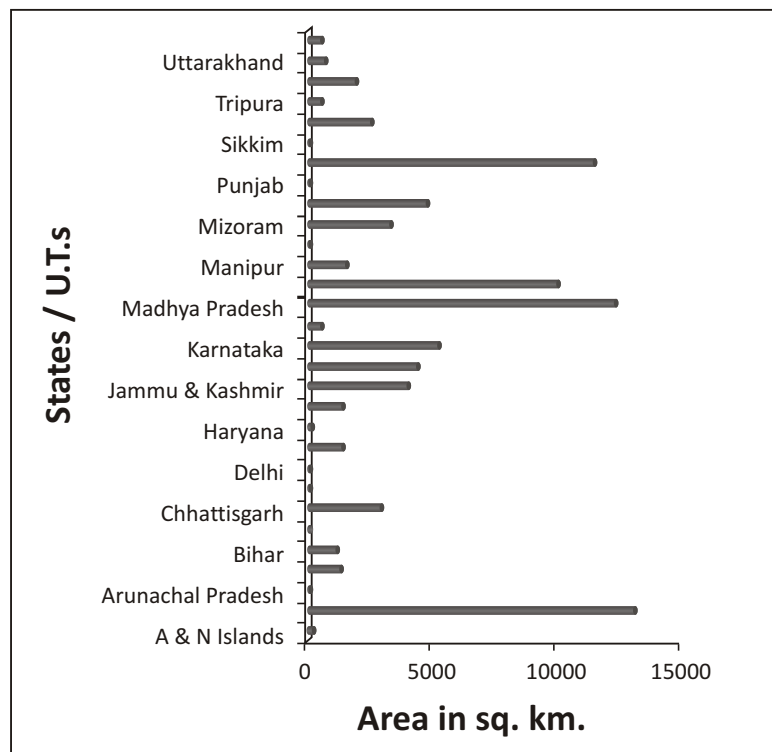 States / U.T.s
Uttarakhand
Tripura
Sikkim
Punjab
Mizoram
Manipur
Madhya Pradesh
Karnataka
Jammu & Kashmir
Haryana
Delhi
Chhattisgarh
Bihar
Arunachal Pradesh
A & N Islands
0 5000 10000 15000
Area in sq. km.